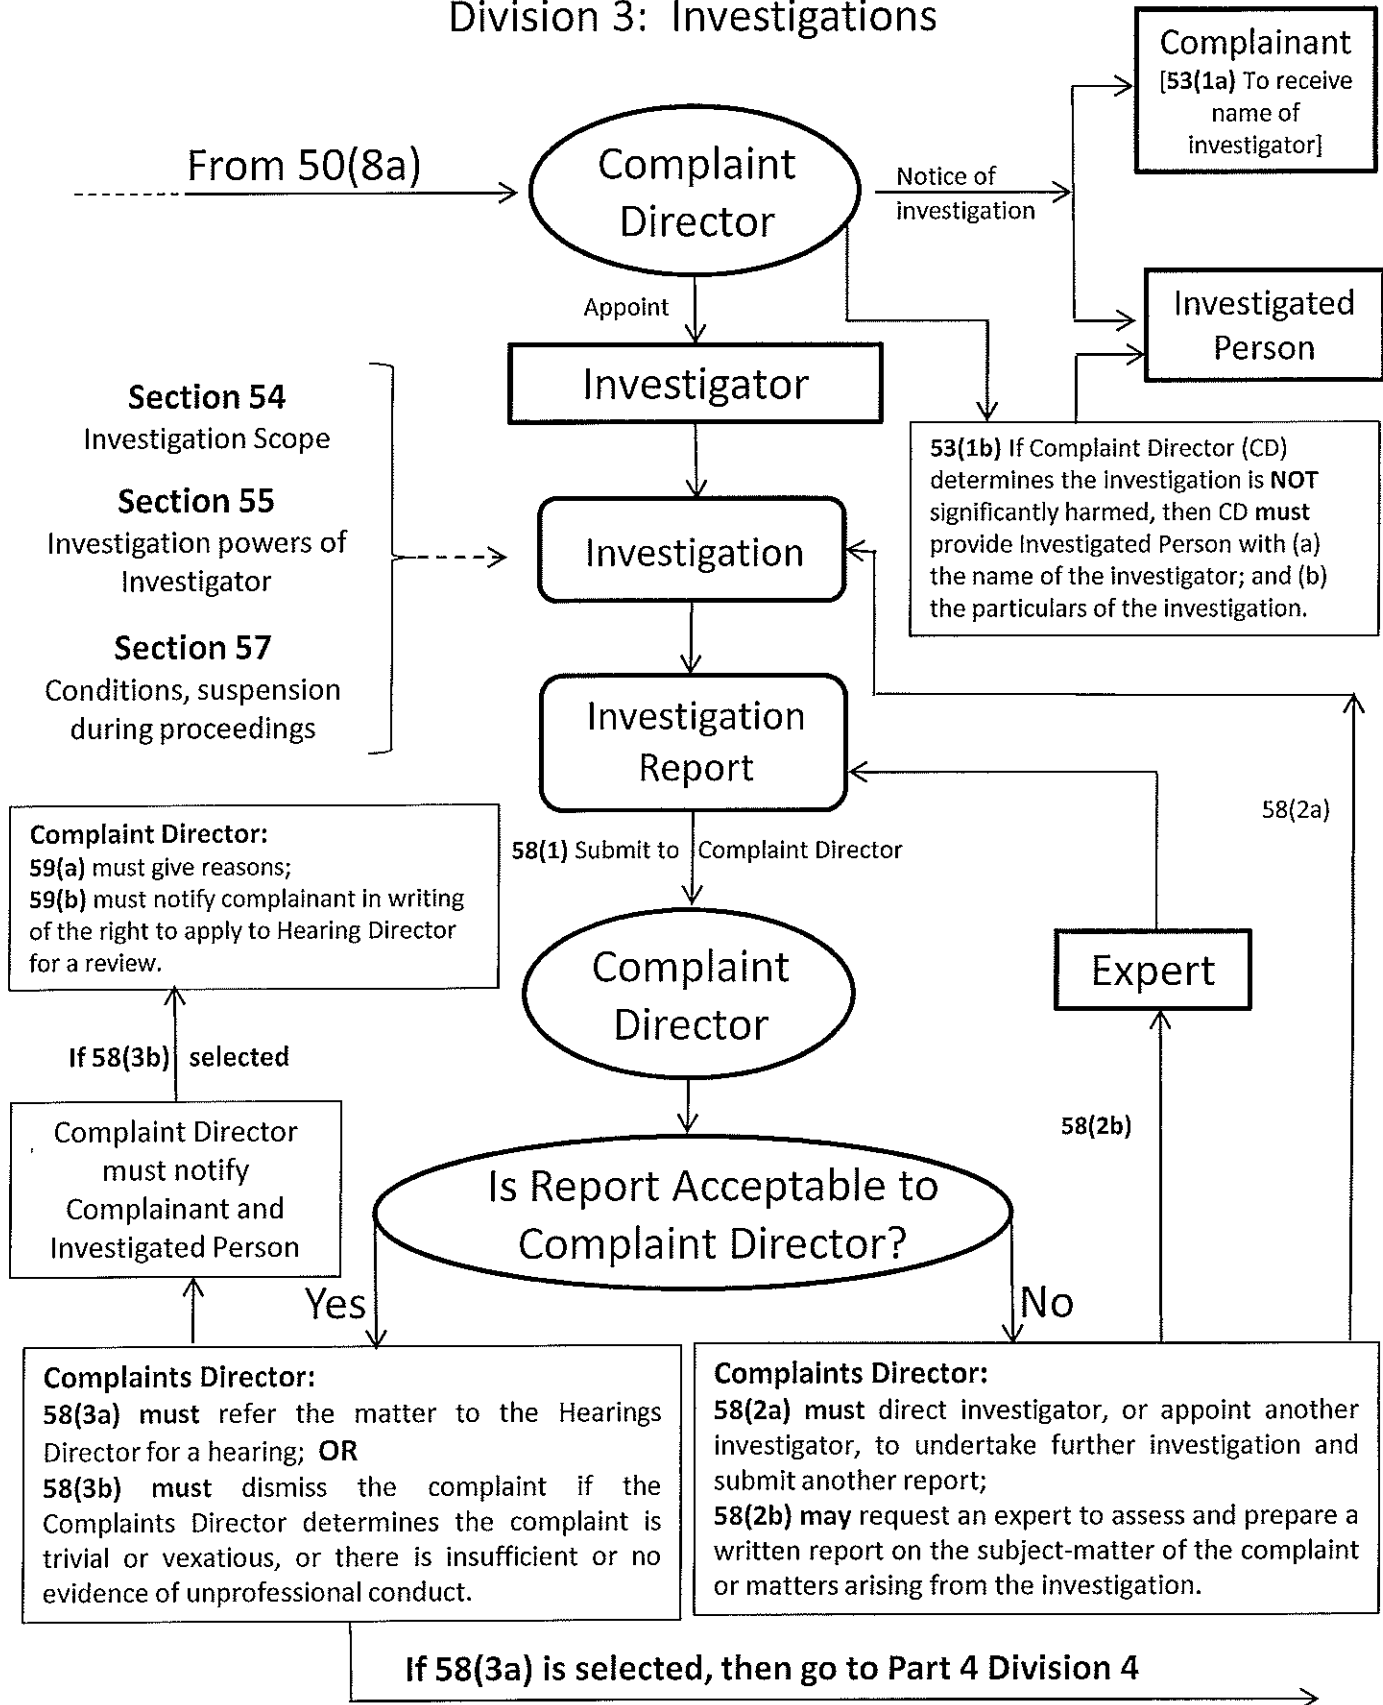 Division 3: Investigations
Complainant
[53(1a) To receive
name of
investigator]
From 50(8a)
Complaint
Director
Notice of
investigation
Appoint
Investigated
Person
Investigator
Section 54
Investigation Scope
Section 55
Investigation powers of
Investigator
Section 57
Conditions, suspension
during proceedings
53(1b) If Complaint Director (CD)
determines the investigation is NOT
significantly harmed, then CD must
provide Investigated Person with (a)
the name of the investigator; and (b)
the particulars of the investigation.
Investigation
Investigation
Report
58(2a)
58(1) Submit to Complaint Director
Complaint Director:
59(a) must give reasons;
59(b) must notify complainant in writing
of the right to apply to Hearing Director
for a review.
Complaint
Director
Expert
If 58(3b) selected
58(2b)
Complaint Director
must notify
Complainant and
Investigated Person
Is Report Acceptable to
Complaint Director?
Yes
No
Complaints Director:
58(3a) must refer the matter to the Hearings
Director for a hearing; OR
58(3b) must dismiss the complaint if the
Complaints Director determines the complaint is
trivial or vexatious, or there is insufficient or no
evidence of unprofessional conduct.
Complaints Director:
58(2a) must direct investigator, or appoint another
investigator, to undertake further investigation and
submit another report;
58(2b) may request an expert to assess and prepare a
written report on the subject-matter of the complaint
or matters arising from the investigation.
If 58(3a) is selected, then go to Part 4 Division 4